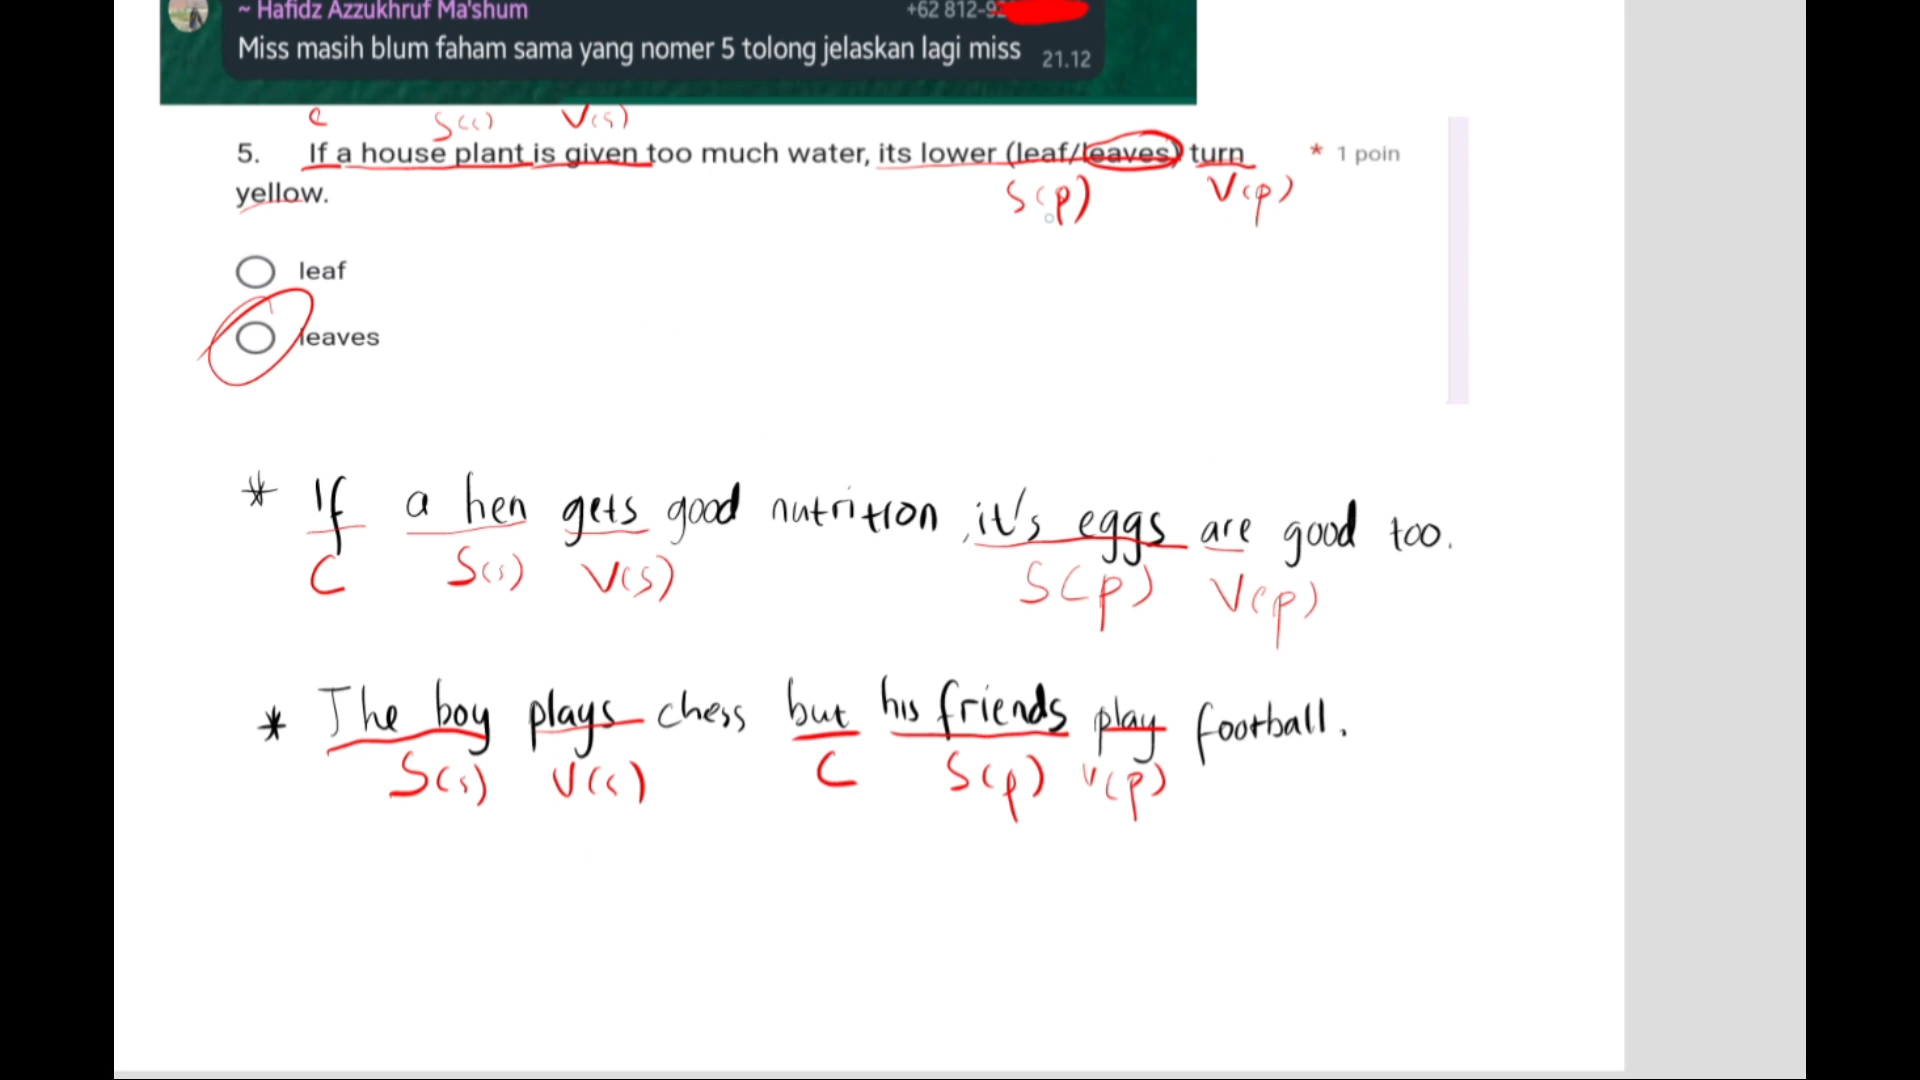 ~ Hafidz Azzukhruf Ma'shum +62 812-92
Miss masih blum faham sama yang nomer 5 tolong jelaskan lagi miss 21.12
C S(s) V(s)
5. If a house plant is given too much water, its lower (leaf/leaves) turn * 1 poin
S(p) V(p)
yellow.
leaf
leaves
* If a hen gets good nutrition, it's eggs are good too.
C S(s) V(s) S(p) V(p)
* The boy plays chess but his friends play football.
S(s) V(s) C S(p) V(p)